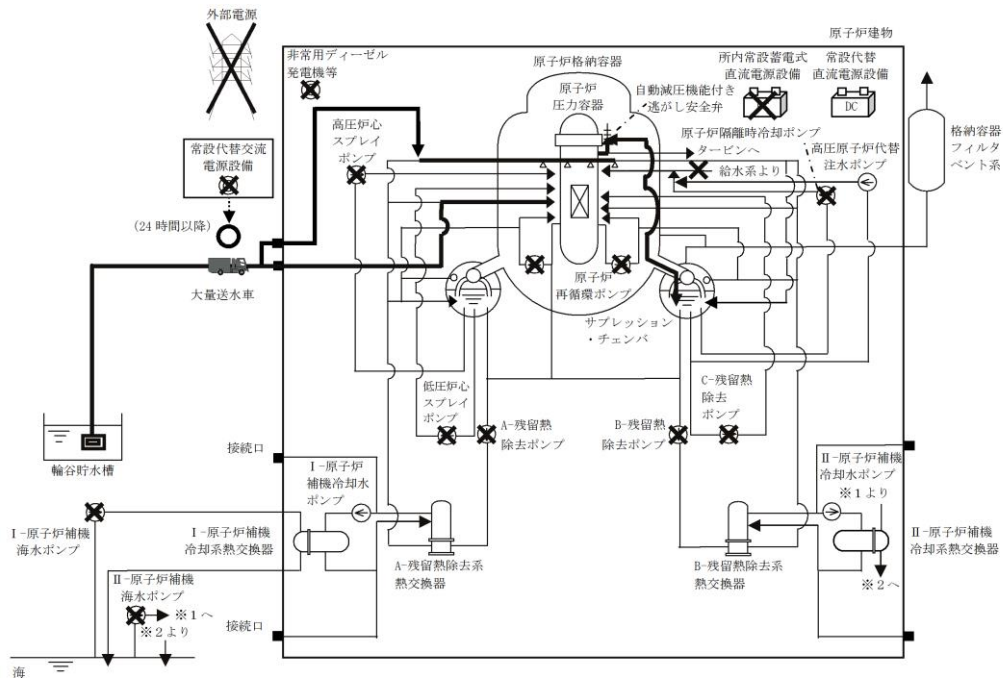 外部電源
原子炉建物
非常用ディーゼル
発電機等
原子炉格納容器
原子炉
圧力容器
自動減圧機能付き
逃がし安全弁
所内常設蓄電式
直流電源設備
常設代替
直流電源設備
DC
格納容器
フィルタ
ベント系
高圧炉心
スプレイ
ポンプ
原子炉隔離時冷却ポンプ
タービンへ
給水系より
高圧原子炉代替
注水ポンプ
常設代替交流
電源設備
(24時間以降)
大量送水車
原子炉
再循環ポンプ
サプレッション
・チェンバ
低圧炉心
スプレイ
ポンプ
A-残留熱
除去ポンプ
B-残留熱
除去ポンプ
C-残留熱
除去
ポンプ
輪谷貯水槽
接続口
Ⅰ-原子炉
補機冷却水
ポンプ
Ⅱ-原子炉補機
冷却水ポンプ
※1より
Ⅰ-原子炉補機
海水ポンプ
Ⅰ-原子炉補機
冷却系熱交換器
Ⅱ-原子炉補機
海水ポンプ
※1へ
※2より
A-残留熱除去系
熱交換器
B-残留熱除去系
熱交換器
Ⅱ-原子炉補機
冷却系熱交換器
※2へ
接続口
海